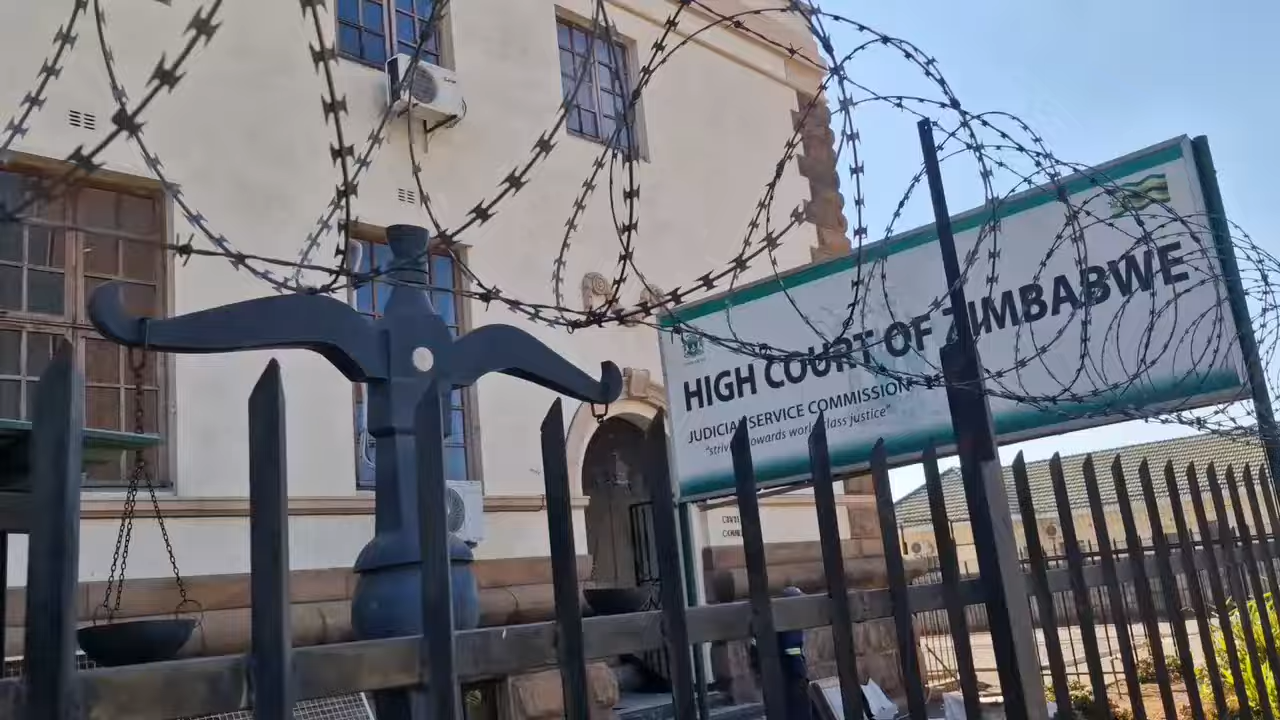 HIGH COURT OF ZIMBABWE
JUDICIAL SERVICE COMMISSION
"striving towards world class justice"